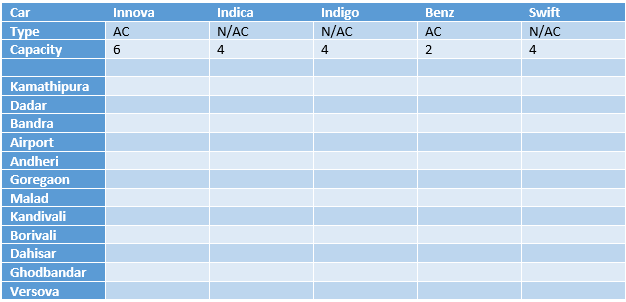 Car Innova Indica Indigo Benz Swift
Type AC N/AC N/AC AC N/AC
Capacity 6 4 4 2 4
Kamathipura
Dadar
Bandra
Airport
Andheri
Goregaon
Malad
Kandivali
Borivali
Dahisar
Ghodbandar
Versova